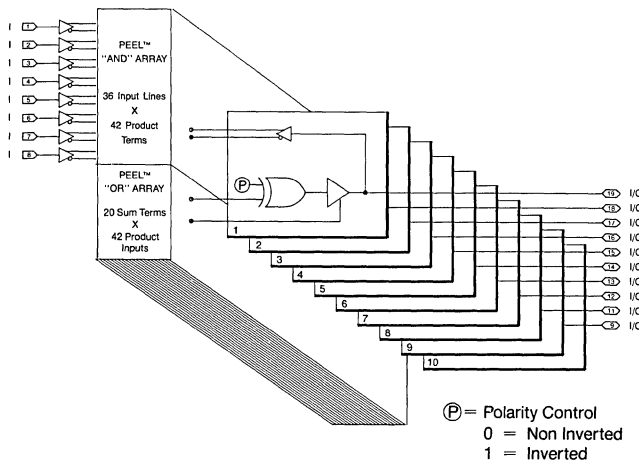 I 1
I 2
I 3
I 4
I 5
I 6
I 7
I 8
PEEL™
"AND" ARRAY
36 Input Lines
X
42 Product
Terms
PEEL™
"OR" ARRAY
20 Sum Terms
X
42 Product
Inputs
P
1
2
3
4
5
6
7
8
9
10
19 I/O
18 I/O
17 I/O
16 I/O
15 I/O
14 I/O
13 I/O
12 I/O
11 I/O
9 I/O
P = Polarity Control
0 = Non Inverted
1 = Inverted